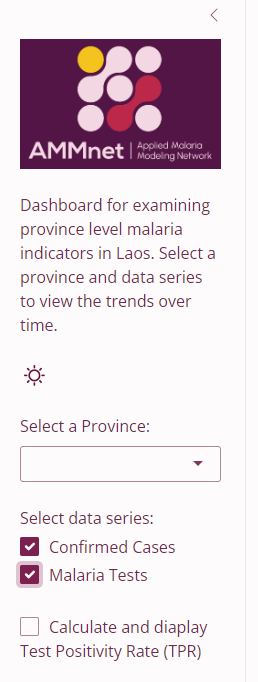 AMMnet | Applied Malaria
Modeling Network
Dashboard for examining
province level malaria
indicators in Laos. Select a
province and data series
to view the trends over
time.
Select a Province:
Select data series:
Confirmed Cases
Malaria Tests
Calculate and diaplay
Test Positivity Rate (TPR)